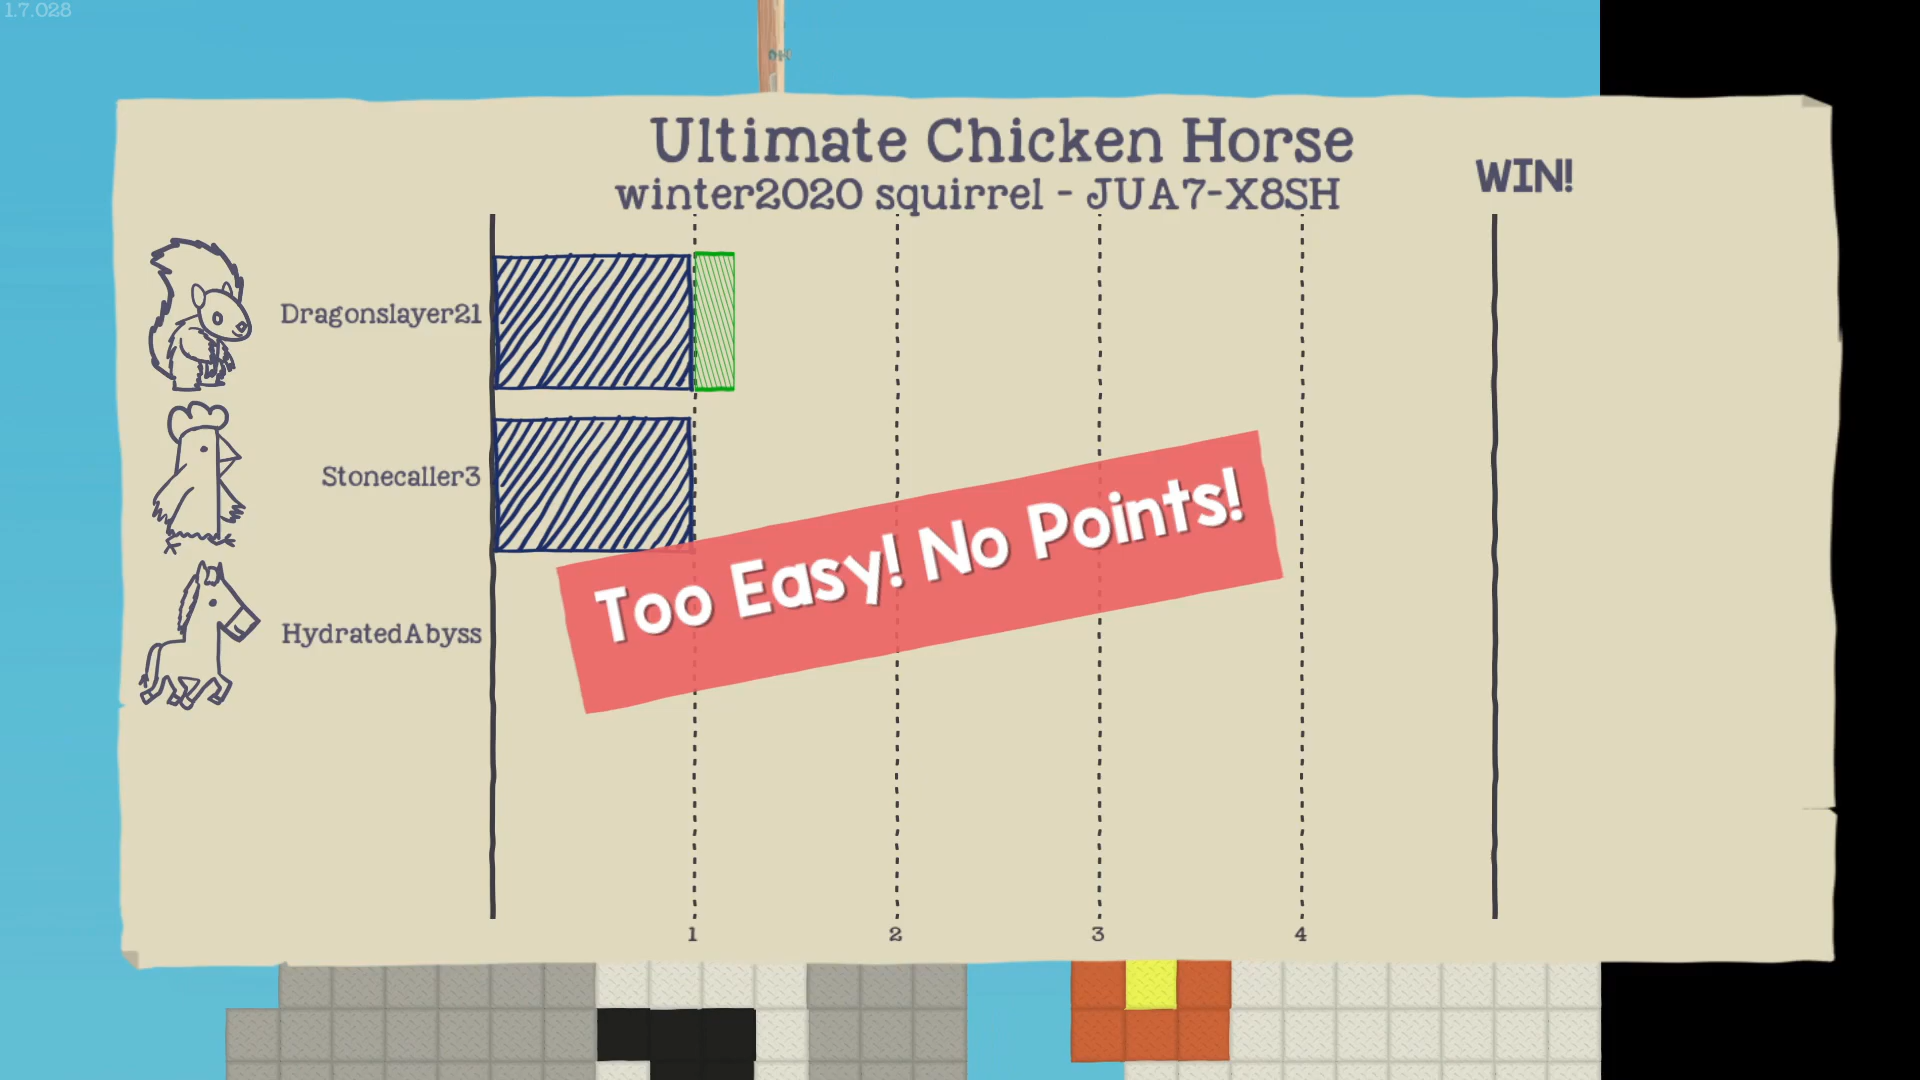 1.7.028
Ultimate Chicken Horse
winter2020 squirrel - JUA7-X8SH
WIN!
Dragonslayer21
Stonecaller3
Too Easy! No Points!
HydratedAbyss
1 2 3 4